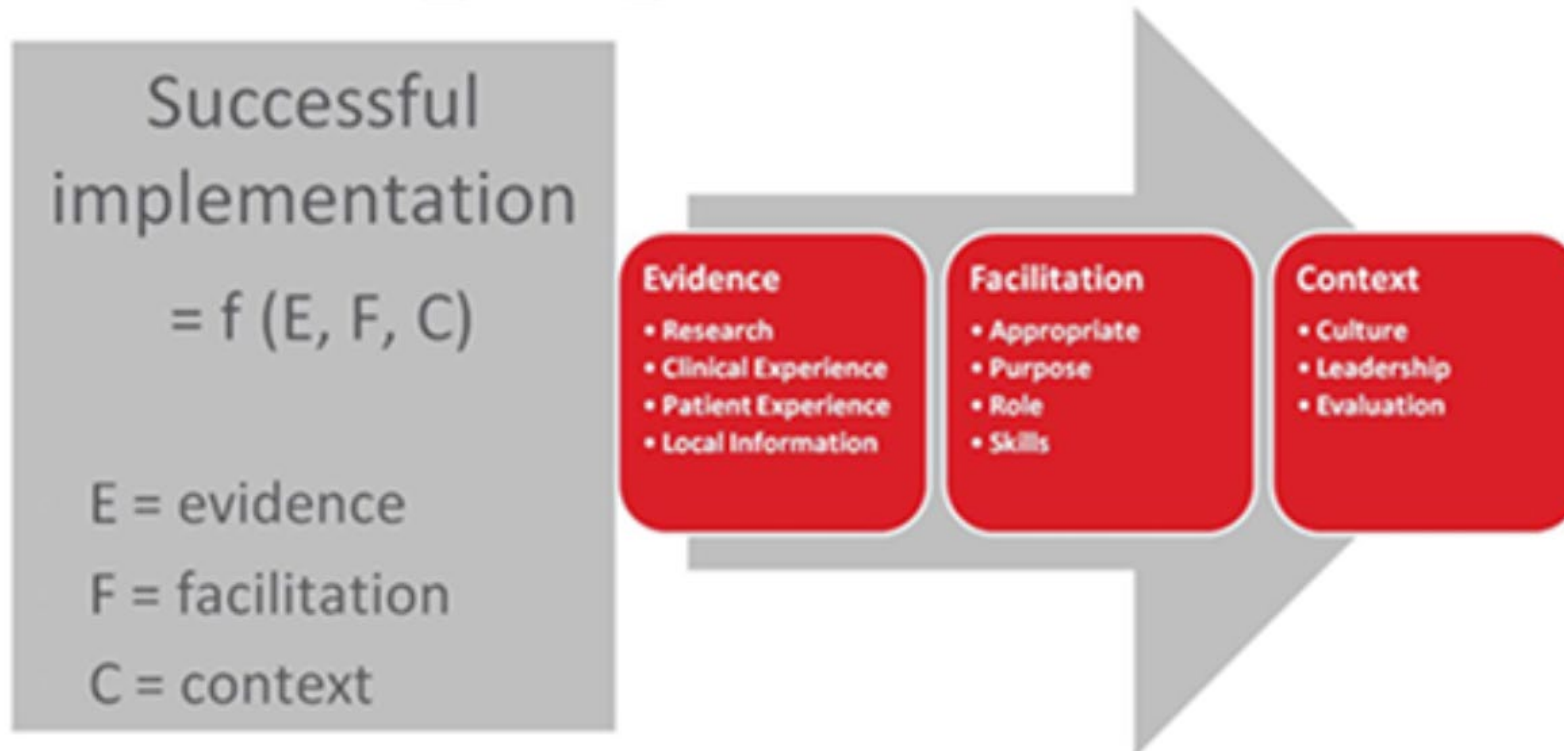 Successful
implementation
= f (E, F, C)
E = evidence
F = facilitation
C = context
Evidence
• Research
• Clinical Experience
• Patient Experience
• Local Information
Facilitation
• Appropriate
• Purpose
• Role
• Skills
Context
• Culture
• Leadership
• Evaluation